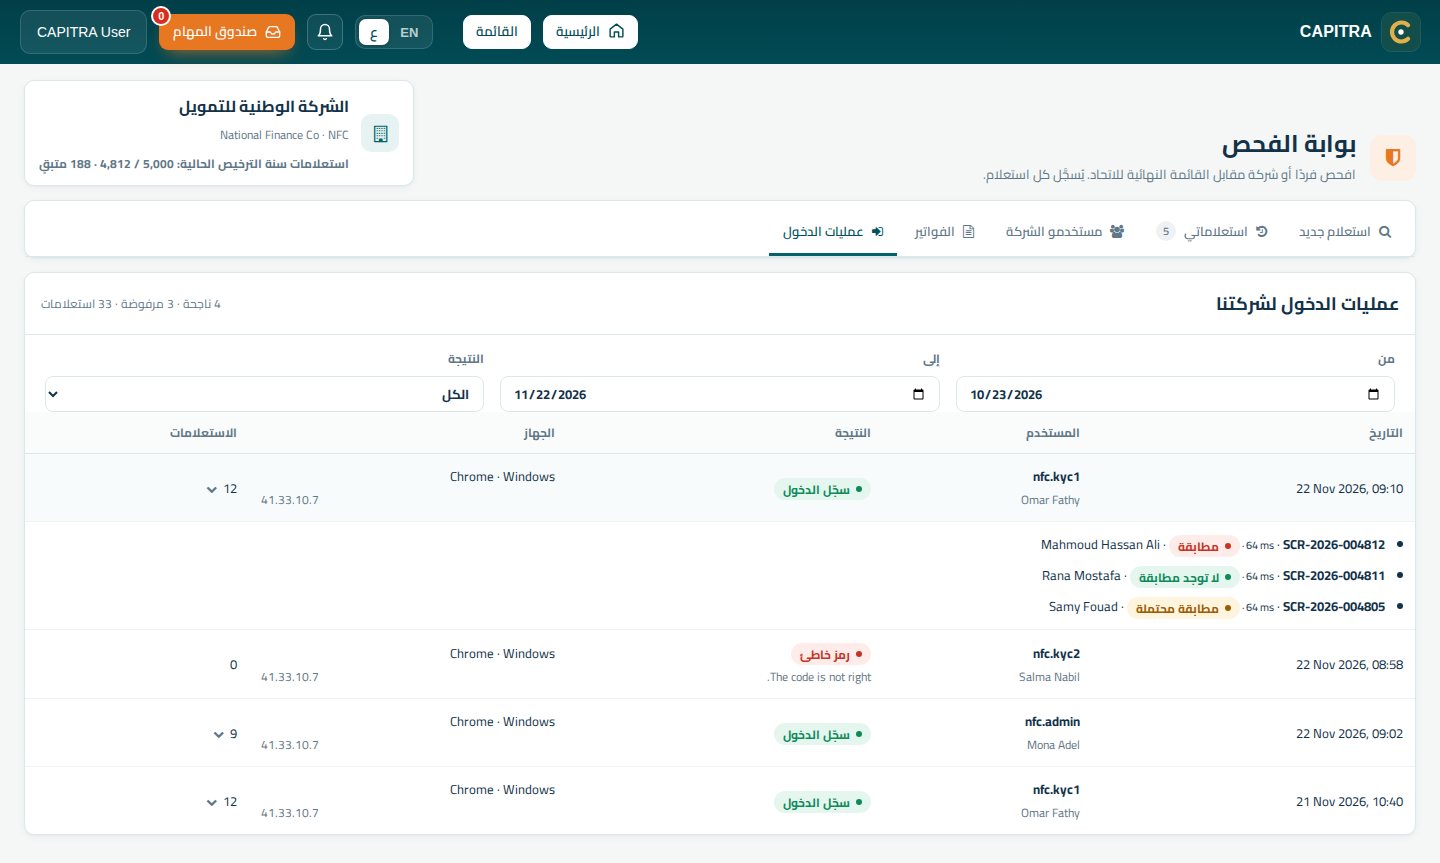 CAPITRA
الرئيسية
القائمة
EN
ع
صندوق المهام
0
CAPITRA User
بوابة الفحص
افحص فردًا أو شركة مقابل القائمة النهائية للاتحاد. يُسجَّل كل استعلام.
الشركة الوطنية للتمويل
National Finance Co · NFC
استعلامات سنة الترخيص الحالية: 5,000 / 4,812 · 188 متبقٍ
استعلام جديد
استعلاماتي 5
مستخدمو الشركة
الفواتير
عمليات الدخول
عمليات الدخول لشركتنا
4 ناجحة · 3 مرفوضة · 33 استعلامات
من
إلى
النتيجة
10/23/2026
11/22/2026
الكل
التاريخ المستخدم النتيجة الجهاز الاستعلامات
22 Nov 2026, 09:10
nfc.kyc1
Omar Fathy
سجّل الدخول
Chrome · Windows
41.33.10.7
12
SCR-2026-004812 · 64 ms · مطابقة · Mahmoud Hassan Ali
SCR-2026-004811 · 64 ms · لا توجد مطابقة · Rana Mostafa
SCR-2026-004805 · 64 ms · مطابقة محتملة · Samy Fouad
22 Nov 2026, 08:58
nfc.kyc2
Salma Nabil
رمز خاطئ
The code is not right.
Chrome · Windows
41.33.10.7
0
22 Nov 2026, 09:02
nfc.admin
Mona Adel
سجّل الدخول
Chrome · Windows
41.33.10.7
9
21 Nov 2026, 10:40
nfc.kyc1
Omar Fathy
سجّل الدخول
Chrome · Windows
41.33.10.7
12